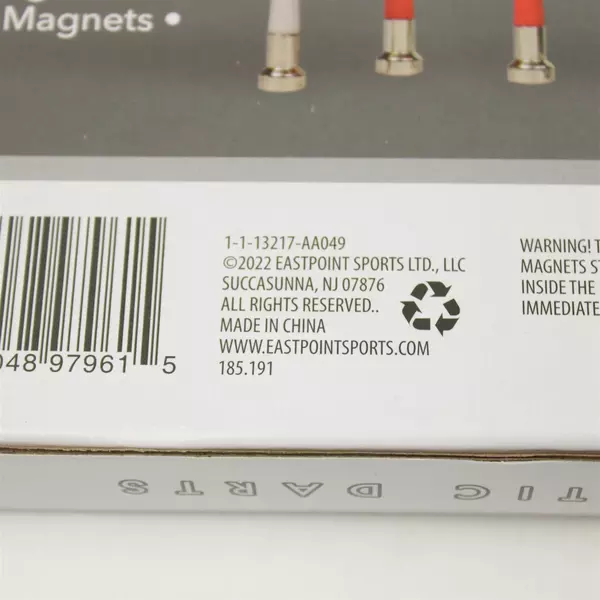 Magnets •
1-1-13217-AA049
©2022 EASTPOINT SPORTS LTD., LLC
SUCCASUNNA, NJ 07876
ALL RIGHTS RESERVED..
MADE IN CHINA
WWW.EASTPOINTSPORTS.COM
185.191
048 97961 5
WARNING! T
MAGNETS S
INSIDE THE
IMMEDIATE
TIC DARTS